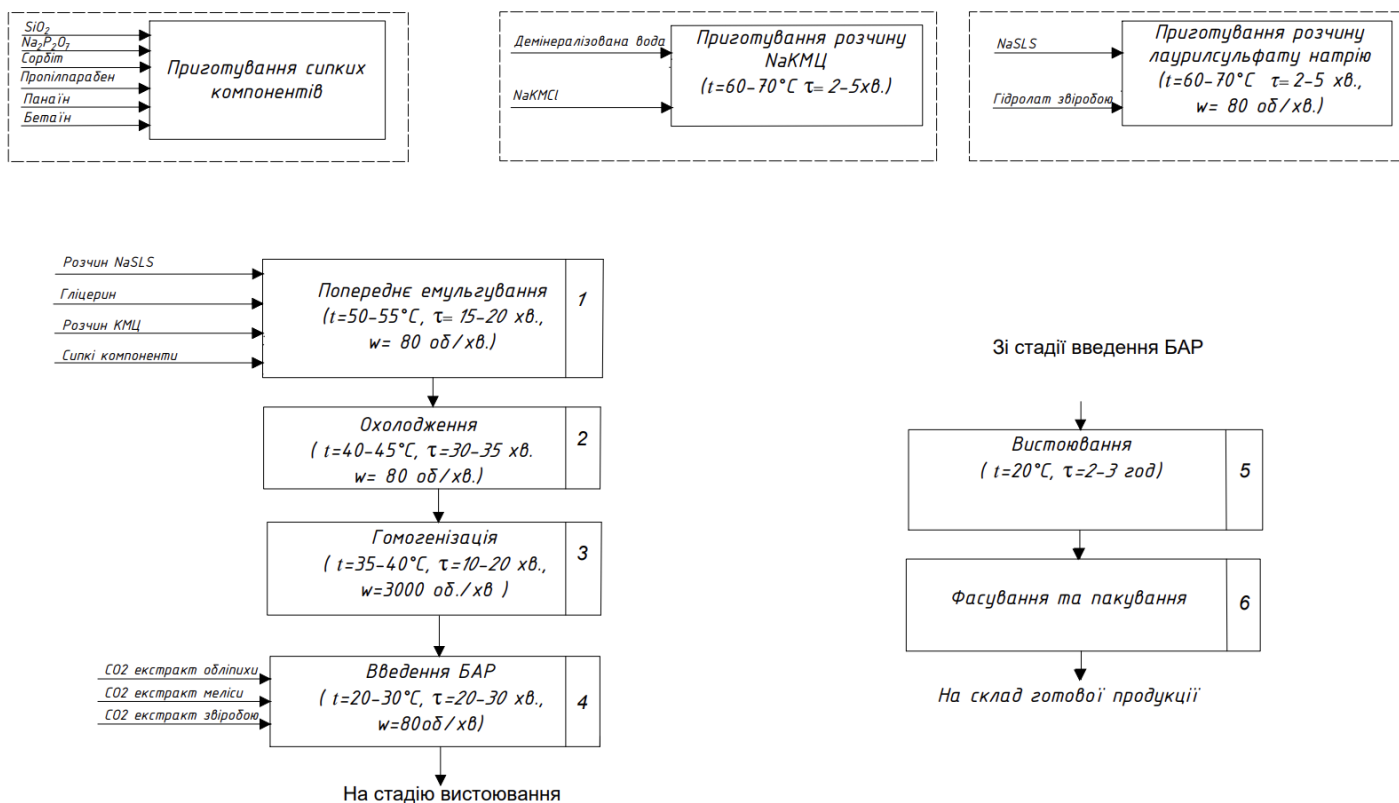 SiO2
Na2P2O7
Сорбіт
Пропілпарабен
Панаїн
Бетаїн
Приготування сипких
компонентів
Демінералізована вода
NaKMCl
Приготування розчину
NaКМЦ
(t=60-70°C τ= 2-5хв.)
NaSLS
Гідролат звіробою
Приготування розчину
лаурилсульфату натрію
(t=60-70°C τ= 2-5 хв.,
w= 80 об/хв.)
Розчин NaSLS
Гліцерин
Розчин КМЦ
Сипкі компоненти
Попереднє емульгування
(t=50-55°C, τ= 15-20 хв.,
w= 80 об/хв.)
1
Охолодження
( t=40-45°C, τ=30-35 хв.
w= 80 об/хв.)
2
Гомогенізація
( t=35-40°C, τ=10-20 хв.,
w=3000 об./хв )
3
CO2 екстракт обліпихи
CO2 екстракт меліси
CO2 екстракт звіробою
Введення БАР
( t=20-30°C, τ=20-30 хв.,
w=80об/хв)
4
На стадію вистоювання
Зі стадії введення БАР
Вистоювання
( t=20°C, τ=2-3 год)
5
Фасування та пакування
6
На склад готової продукції